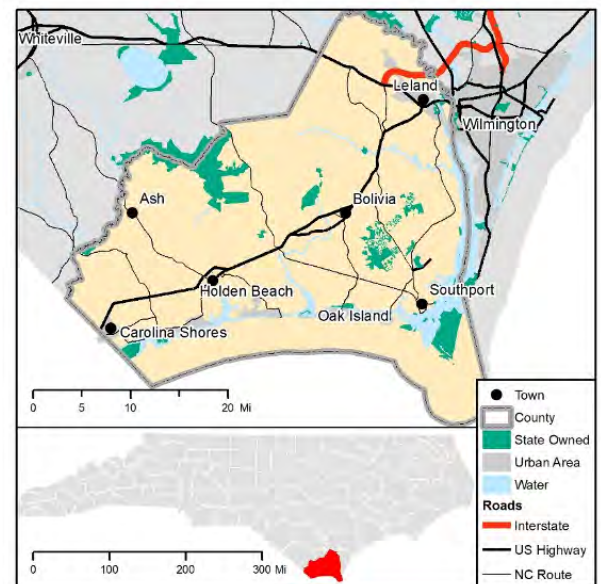 Whiteville
Leland
Wilmington
Ash
Bolivia
Holden Beach
Southport
Oak Island
Carolina Shores
0 5 10 20 Mi
Town
County
State Owned
Urban Area
Water
Roads
Interstate
US Highway
NC Route
0 100 200 300 Mi